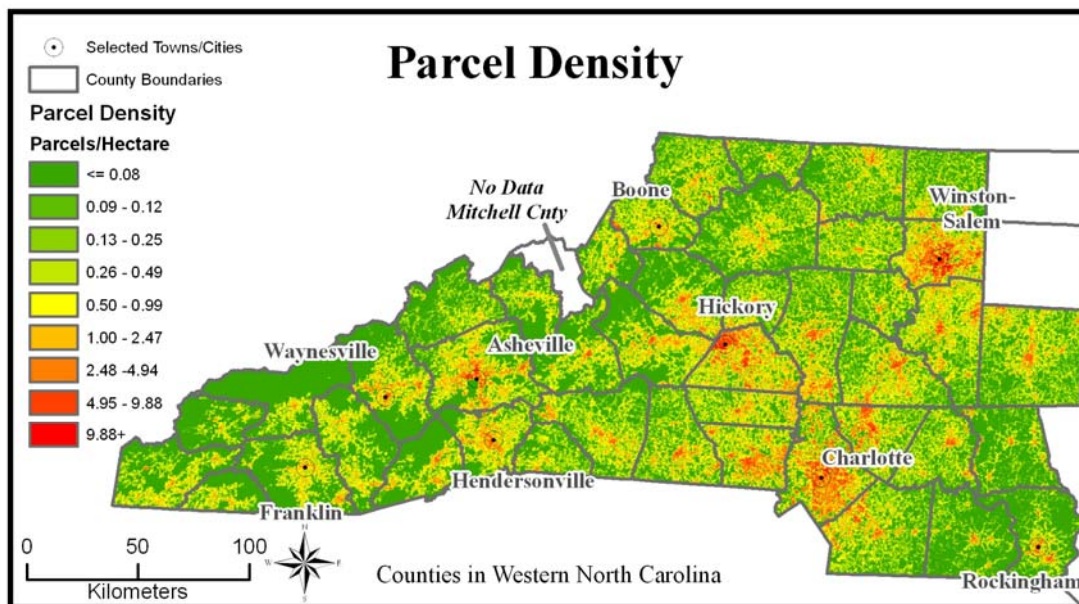 Parcel Density
Selected Towns/Cities
County Boundaries
Parcel Density
Parcels/Hectare
<= 0.08
0.09 - 0.12
0.13 - 0.25
0.26 - 0.49
0.50 - 0.99
1.00 - 2.47
2.48 -4.94
4.95 - 9.88
9.88+
No Data
Mitchell Cnty
Boone
Winston-
Salem
Hickory
Asheville
Waynesville
Charlotte
Hendersonville
Franklin
Rockingham
0 50 100
Kilometers
N
W E
S
Counties in Western North Carolina